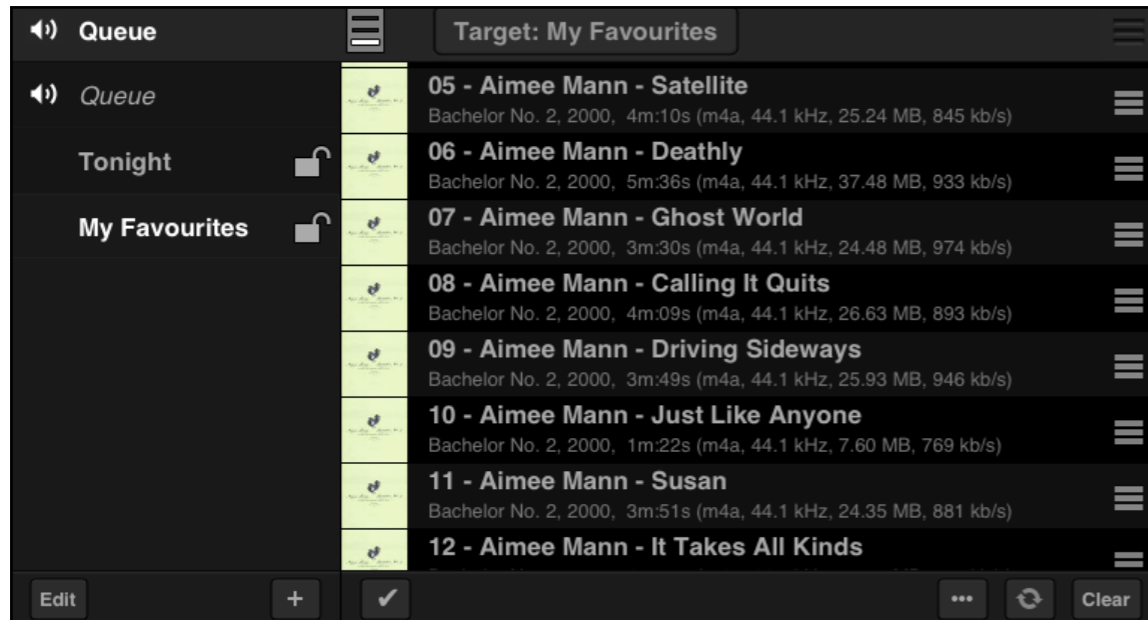 Queue
Target: My Favourites
Queue
Tonight
My Favourites
05 - Aimee Mann - Satellite
Bachelor No. 2, 2000, 4m:10s (m4a, 44.1 kHz, 25.24 MB, 845 kb/s)
06 - Aimee Mann - Deathly
Bachelor No. 2, 2000, 5m:36s (m4a, 44.1 kHz, 37.48 MB, 933 kb/s)
07 - Aimee Mann - Ghost World
Bachelor No. 2, 2000, 3m:30s (m4a, 44.1 kHz, 24.48 MB, 974 kb/s)
08 - Aimee Mann - Calling It Quits
Bachelor No. 2, 2000, 4m:09s (m4a, 44.1 kHz, 26.63 MB, 893 kb/s)
09 - Aimee Mann - Driving Sideways
Bachelor No. 2, 2000, 3m:49s (m4a, 44.1 kHz, 25.93 MB, 946 kb/s)
10 - Aimee Mann - Just Like Anyone
Bachelor No. 2, 2000, 1m:22s (m4a, 44.1 kHz, 7.60 MB, 769 kb/s)
11 - Aimee Mann - Susan
Bachelor No. 2, 2000, 3m:51s (m4a, 44.1 kHz, 24.35 MB, 881 kb/s)
12 - Aimee Mann - It Takes All Kinds
Edit
Clear